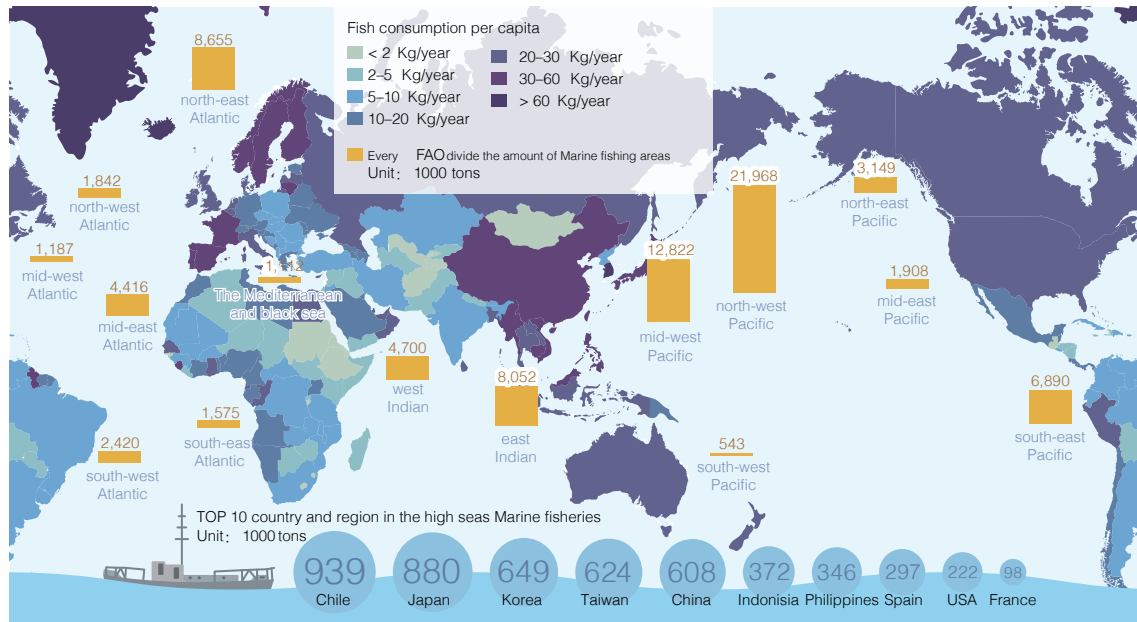 Fish consumption per capita
< 2 Kg/year
2–5 Kg/year
5–10 Kg/year
10–20 Kg/year
20–30 Kg/year
30–60 Kg/year
> 60 Kg/year
Every FAO divide the amount of Marine fishing areas
Unit: 1000 tons
8,655
north-east
Atlantic
1,842
north-west
Atlantic
1,187
mid-west
Atlantic
4,416
mid-east
Atlantic
The Mediterranean
and black sea
4,700
west
Indian
8,052
east
Indian
1,575
south-east
Atlantic
2,420
south-west
Atlantic
12,822
mid-west
Pacific
21,968
north-west
Pacific
3,149
north-east
Pacific
1,908
mid-east
Pacific
6,890
south-east
Pacific
543
south-west
Pacific
TOP 10 country and region in the high seas Marine fisheries
Unit: 1000 tons
939
Chile
880
Japan
649
Korea
624
Taiwan
608
China
372
Indonisia
346
Philippines
297
Spain
222
USA
98
France